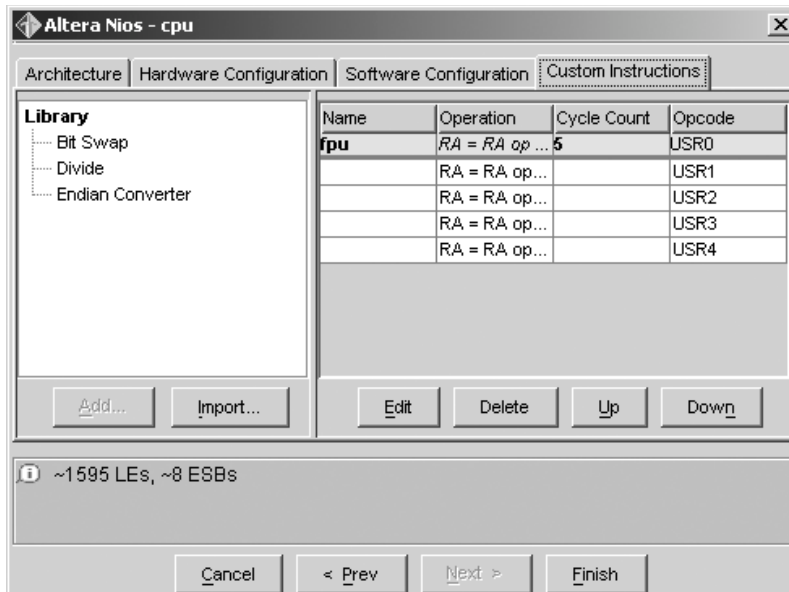 Altera Nios - cpu
Architecture Hardware Configuration Software Configuration Custom Instructions
Library
Bit Swap
Divide
Endian Converter
Name Operation Cycle Count Opcode
fpu RA = RA op ... 5 USR0
RA = RA op... USR1
RA = RA op... USR2
RA = RA op... USR3
RA = RA op... USR4
Add... Import... Edit Delete Up Down
~1595 LEs, ~8 ESBs
Cancel < Prev Next > Finish